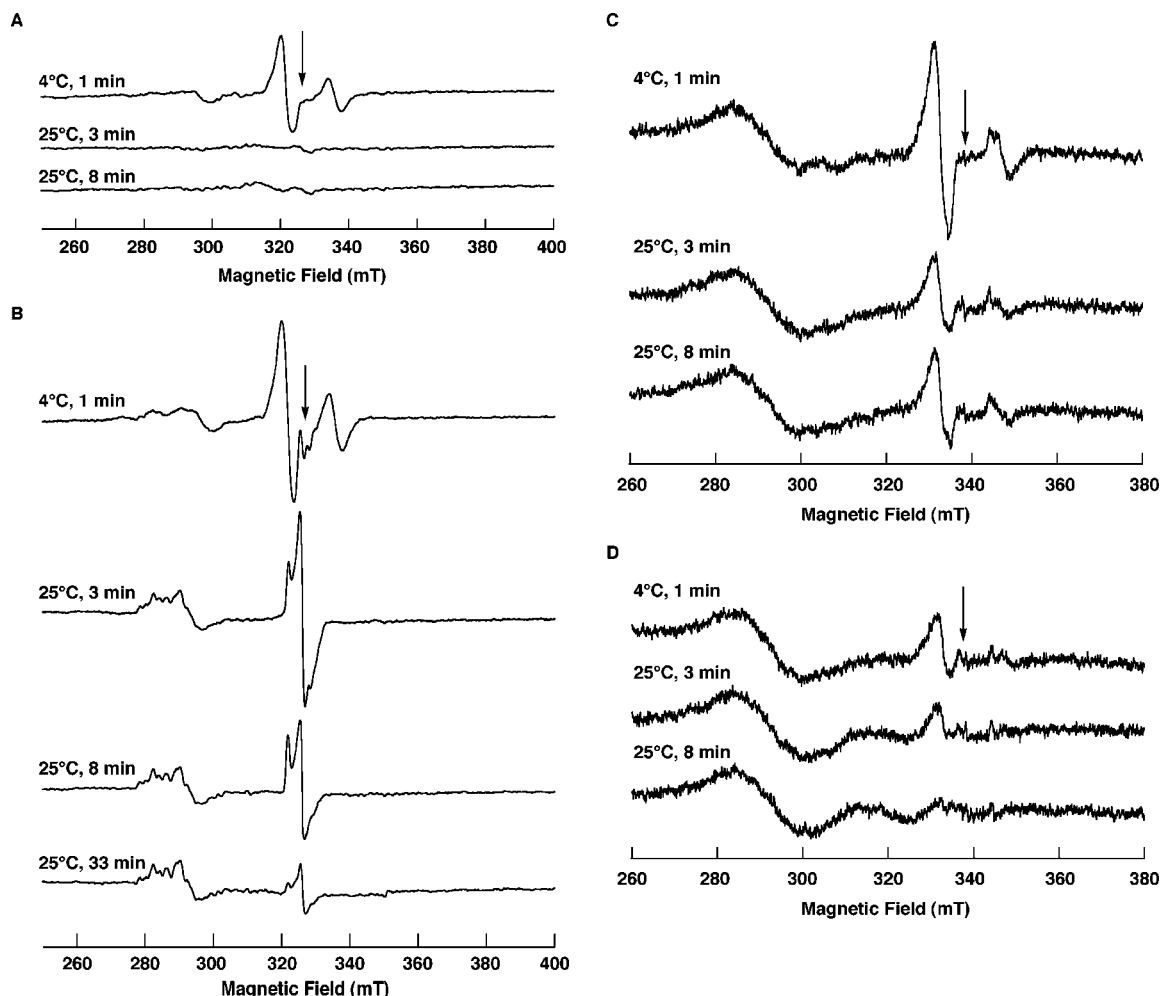 A
4°C, 1 min
25°C, 3 min
25°C, 8 min
260 280 300 320 340 360 380 400
Magnetic Field (mT)
B
4°C, 1 min
25°C, 3 min
25°C, 8 min
25°C, 33 min
260 280 300 320 340 360 380 400
Magnetic Field (mT)
C
4°C, 1 min
25°C, 3 min
25°C, 8 min
260 280 300 320 340 360 380
Magnetic Field (mT)
D
4°C, 1 min
25°C, 3 min
25°C, 8 min
260 280 300 320 340 360 380
Magnetic Field (mT)